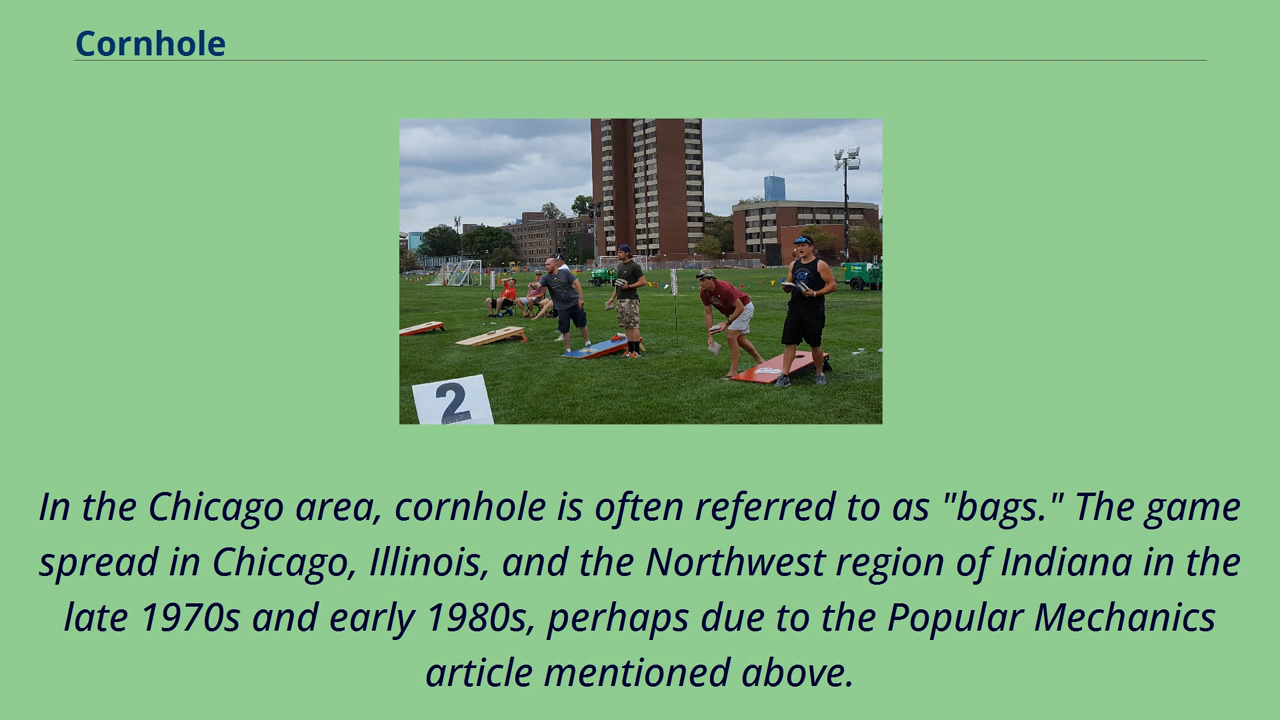 Cornhole
2
In the Chicago area, cornhole is often referred to as "bags." The game
spread in Chicago, Illinois, and the Northwest region of Indiana in the
late 1970s and early 1980s, perhaps due to the Popular Mechanics
article mentioned above.